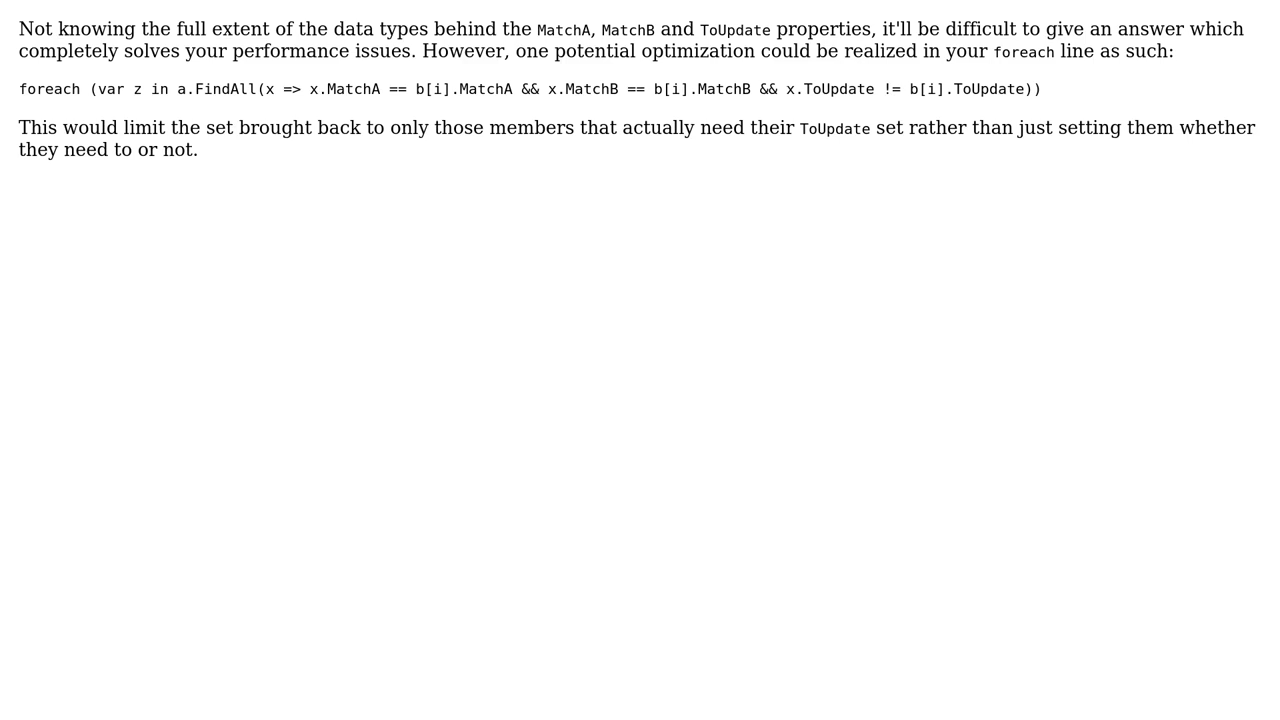 Not knowing the full extent of the data types behind the MatchA, MatchB and ToUpdate properties, it'll be difficult to give an answer which
completely solves your performance issues. However, one potential optimization could be realized in your foreach line as such:
foreach (var z in a.FindAll(x => x.MatchA == b[i].MatchA && x.MatchB == b[i].MatchB && x.ToUpdate != b[i].ToUpdate))
This would limit the set brought back to only those members that actually need their ToUpdate set rather than just setting them whether
they need to or not.